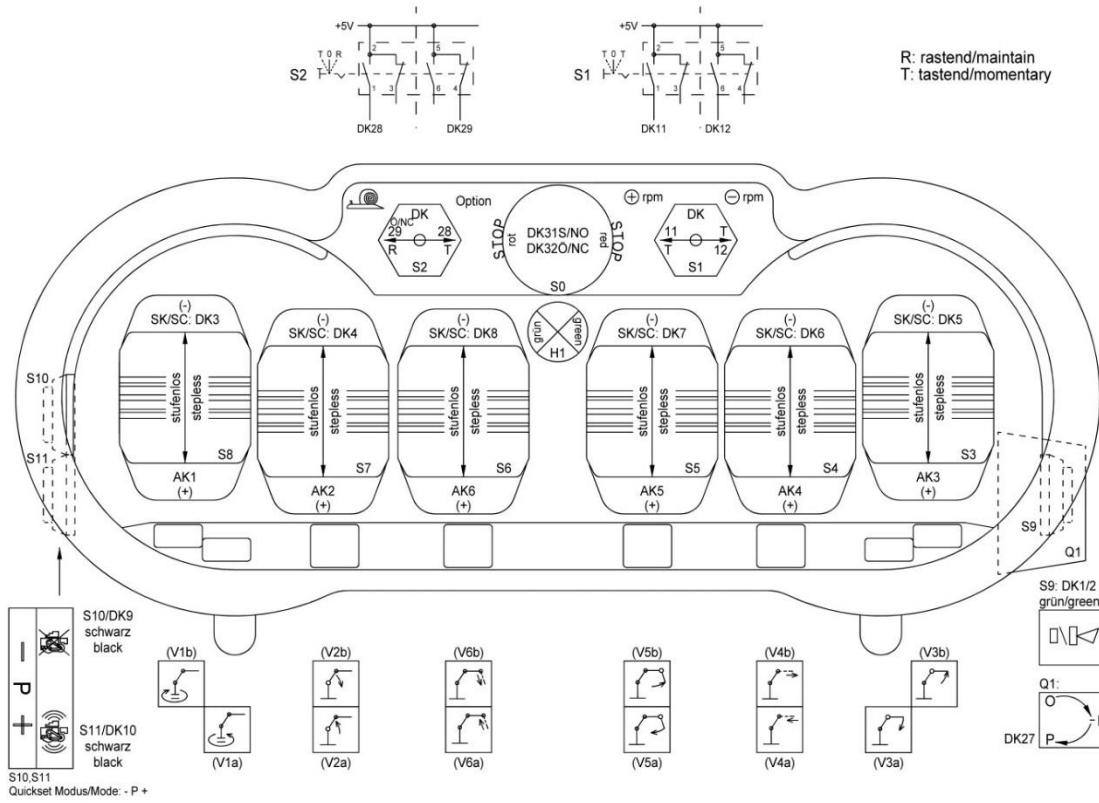 +5V
+5V
R: rastend/maintain
T: tastend/momentary
T O R
2
5
T O T
2
5
S2
T
S1
T
1
3
6
4
1
3
6
4
DK28
DK29
DK11
DK12
Option
+ rpm
- rpm
DK
Ö/NC
29
28
R
T
S2
STOP
rot
DK31S/NO
DK32Ö/NC
red
STOP
S0
DK
11
T
T
12
S1
grün
green
H1
(-)
SK/SC: DK3
stufenlos
stepless
S8
AK1
(+)
(-)
SK/SC: DK4
stufenlos
stepless
S7
AK2
(+)
(-)
SK/SC: DK8
stufenlos
stepless
S6
AK6
(+)
(-)
SK/SC: DK7
stufenlos
stepless
S5
AK5
(+)
(-)
SK/SC: DK6
stufenlos
stepless
S4
AK4
(+)
(-)
SK/SC: DK5
stufenlos
stepless
S3
AK3
(+)
S10
S11
S9
Q1
S10/DK9
schwarz
black
S11/DK10
schwarz
black
- P +
S10,S11
Quickset Modus/Mode: - P +
(V1b)
(V2b)
(V6b)
(V5b)
(V4b)
(V3b)
(V1a)
(V2a)
(V6a)
(V5a)
(V4a)
(V3a)
S9: DK1/2
grün/green
Q1:
O
DK27
P